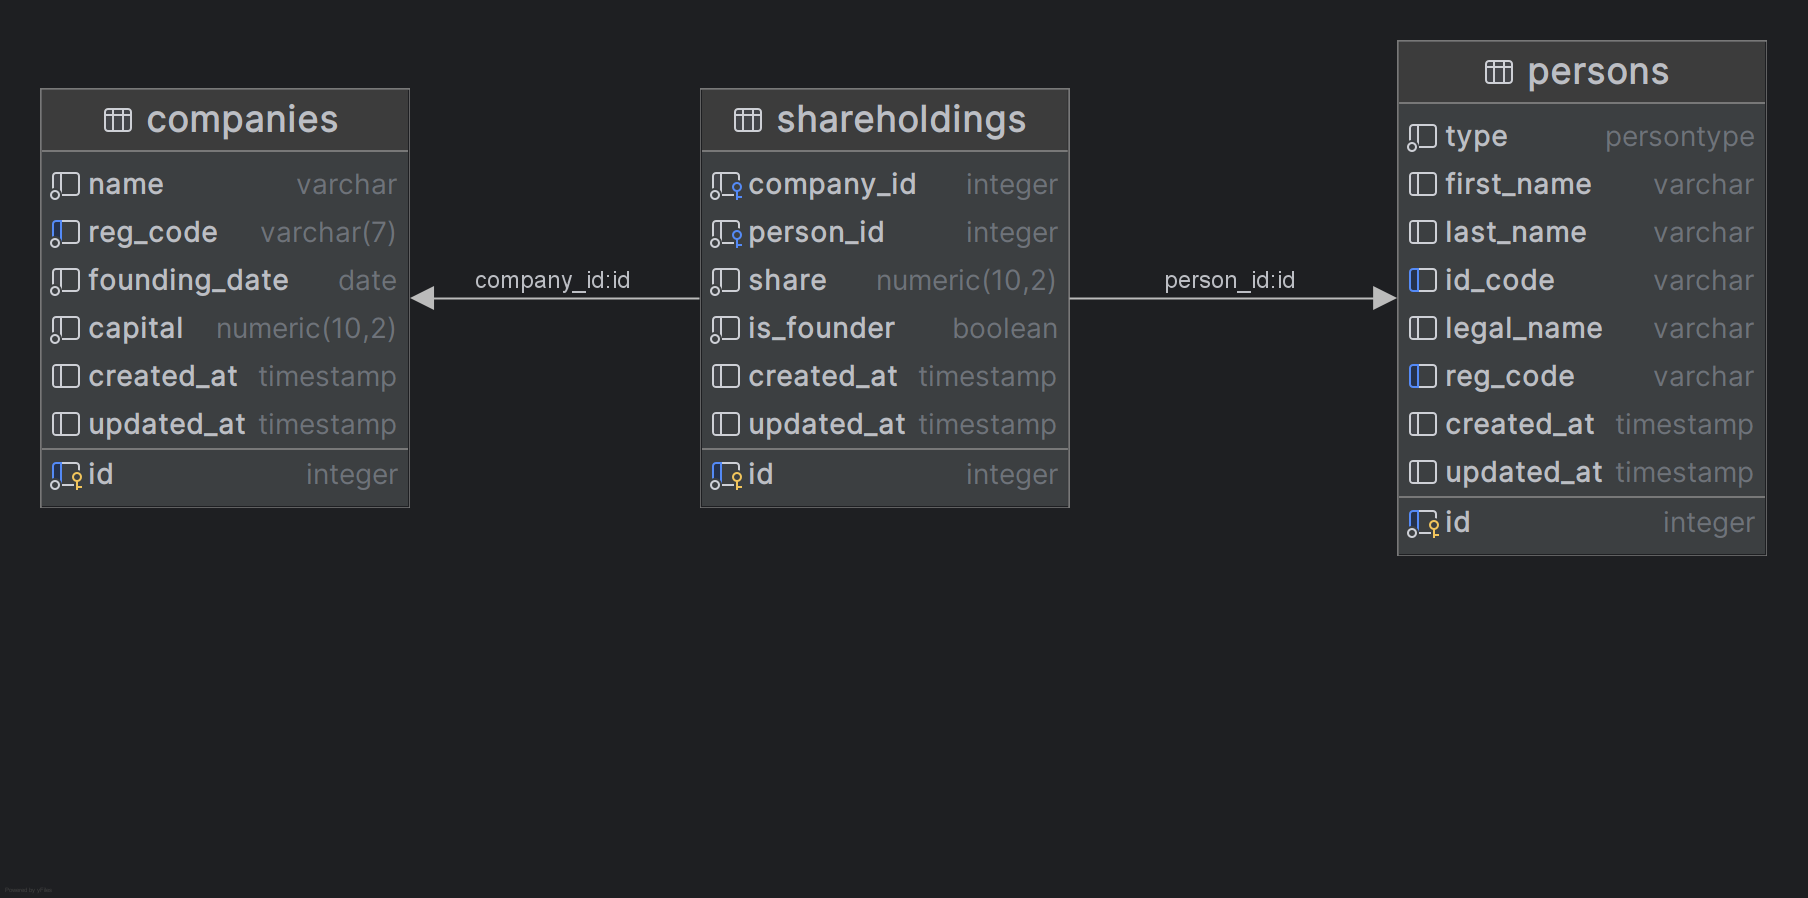 companies
name varchar
reg_code varchar(7)
founding_date date
capital numeric(10,2)
created_at timestamp
updated_at timestamp
id integer
company_id:id
shareholdings
company_id integer
person_id integer
share numeric(10,2)
is_founder boolean
created_at timestamp
updated_at timestamp
id integer
person_id:id
persons
type persontype
first_name varchar
last_name varchar
id_code varchar
legal_name varchar
reg_code varchar
created_at timestamp
updated_at timestamp
id integer
Powered by yFiles